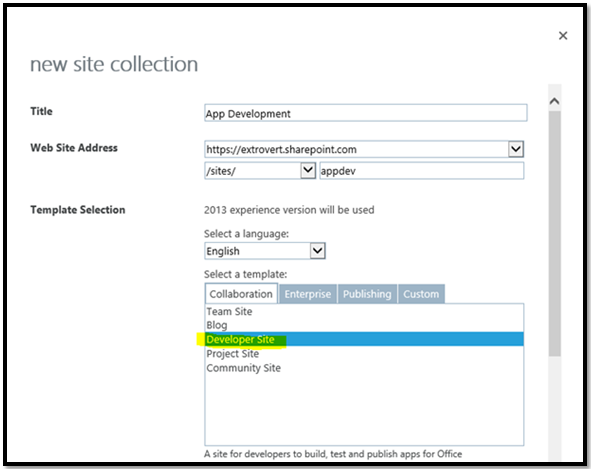 new site collection
Title
App Development
Web Site Address
https://extrovert.sharepoint.com
/sites/ appdev
Template Selection
2013 experience version will be used
Select a language:
English
Select a template:
Collaboration Enterprise Publishing Custom
Team Site
Blog
Developer Site
Project Site
Community Site
A site for developers to build, test and publish apps for Office